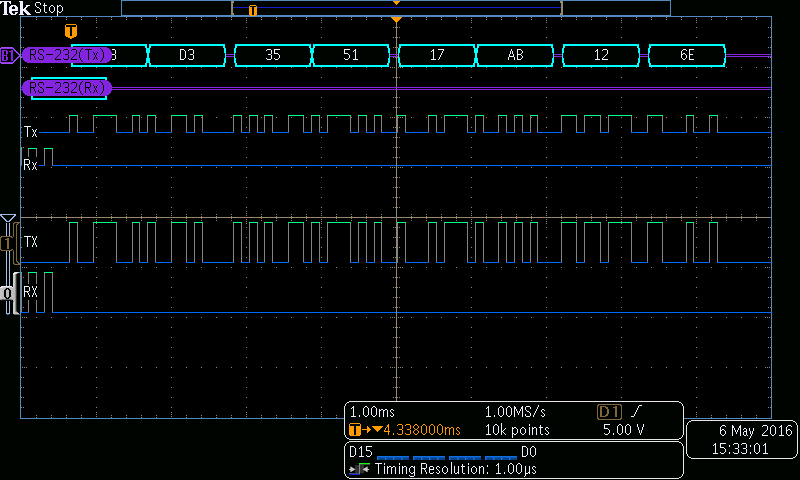 Tek Stop
T
T
B1 RS-232(Tx) 3 D3 35 51 17 AB 12 6E
RS-232(Rx)
Tx
Rx
1 TX
0 RX
1.00ms 1.00MS/s D1
T→▼4.338000ms 10k points 5.00 V
D15 D0
Timing Resolution: 1.00µs
6 May 2016
15:33:01